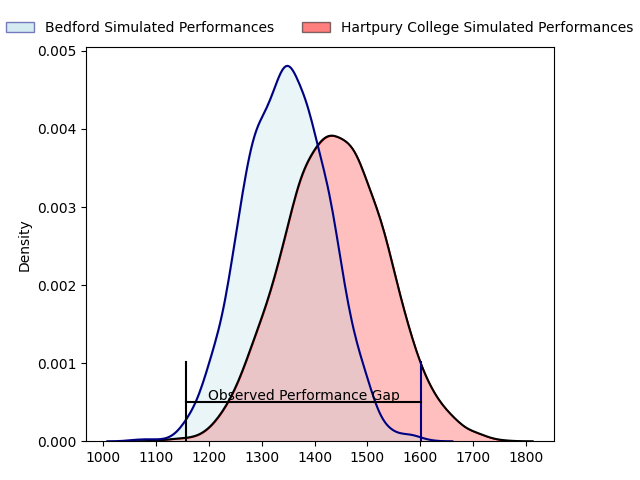 Bedford Simulated Performances
Hartpury College Simulated Performances
0.005
0.004
0.003
0.002
0.001
0.000
Density
Observed Performance Gap
1000 1100 1200 1300 1400 1500 1600 1700 1800